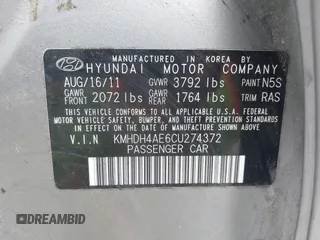 MANUFACTURED IN KOREA BY
HYUNDAI MOTOR COMPANY
AUG/16/11 GVWR 3792 lbs PAINT N5S
GAWR FRONT 2072 lbs GAWR REAR 1764 lbs TRIM RAS
THIS VEHICLE CONFORMS TO ALL APPLICABLE U.S.A. FEDERAL
MOTOR VEHICLE SAFETY, BUMPER, AND THEFT PREVENTION
STANDARDS IN EFFECT ON THE DATE OF MANUFACTURE
SHOWN ABOVE.
V.I.N KMHDH4AE6CU274372
PASSENGER CAR